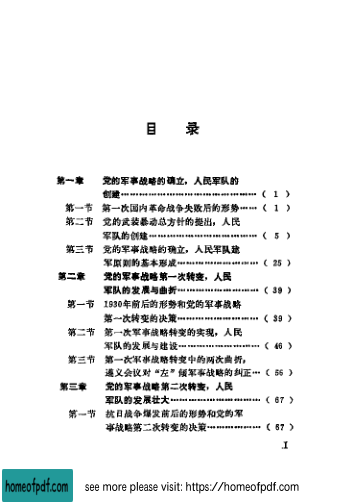 目 录
第一章 党的军事战略的确立，人民军队的
创建……………………………………（ 1 ）
第一节 第一次国内革命战争失败后的形势……（ 1 ）
第二节 党的武装暴动总方针的提出，人民
军队的创建……………………………（ 5 ）
第三节 党的军事战略的确立，人民军队建
军原则的基本形成……………………（ 25 ）
第二章 党的军事战略第一次转变，人民
军队的发展与曲折……………………（ 39 ）
第一节 1930年前后的形势和党的军事战略
第一次转变的决策……………………（ 39 ）
第二节 第一次军事战略转变的实现，人民
军队的发展与建设……………………（ 46 ）
第三节 第一次军事战略转变中的两次曲折，
遵义会议对“左”倾军事战略的纠正…（ 56 ）
第三章 党的军事战略第二次转变，人民
军队的发展壮大………………………（ 67 ）
第一节 抗日战争爆发前后的形势和党的军
事战略第二次转变的决策……………（ 67 ）
I
homeofpdf.com
see more please visit: https://homeofpdf.com